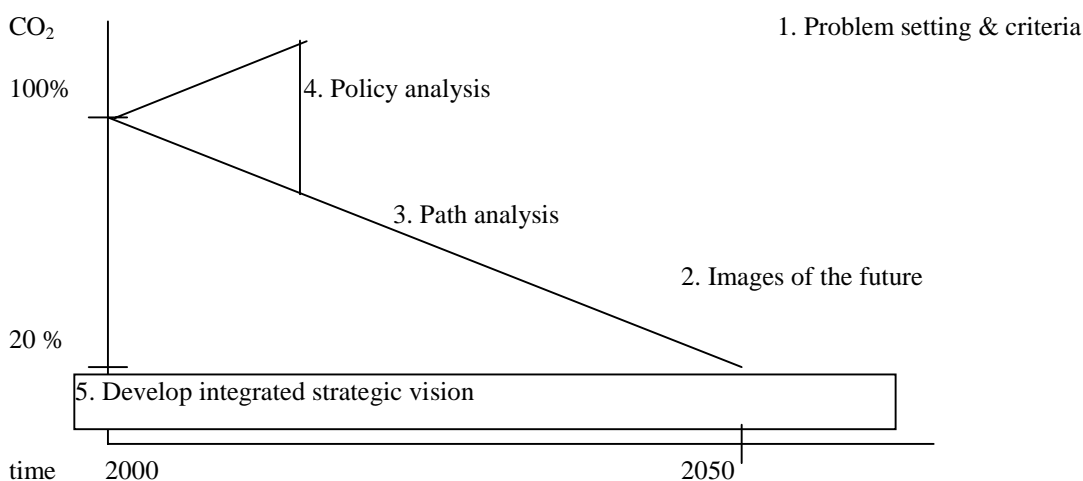 CO₂
1. Problem setting & criteria
100%
4. Policy analysis
3. Path analysis
2. Images of the future
20 %
5. Develop integrated strategic vision
time 2000 2050